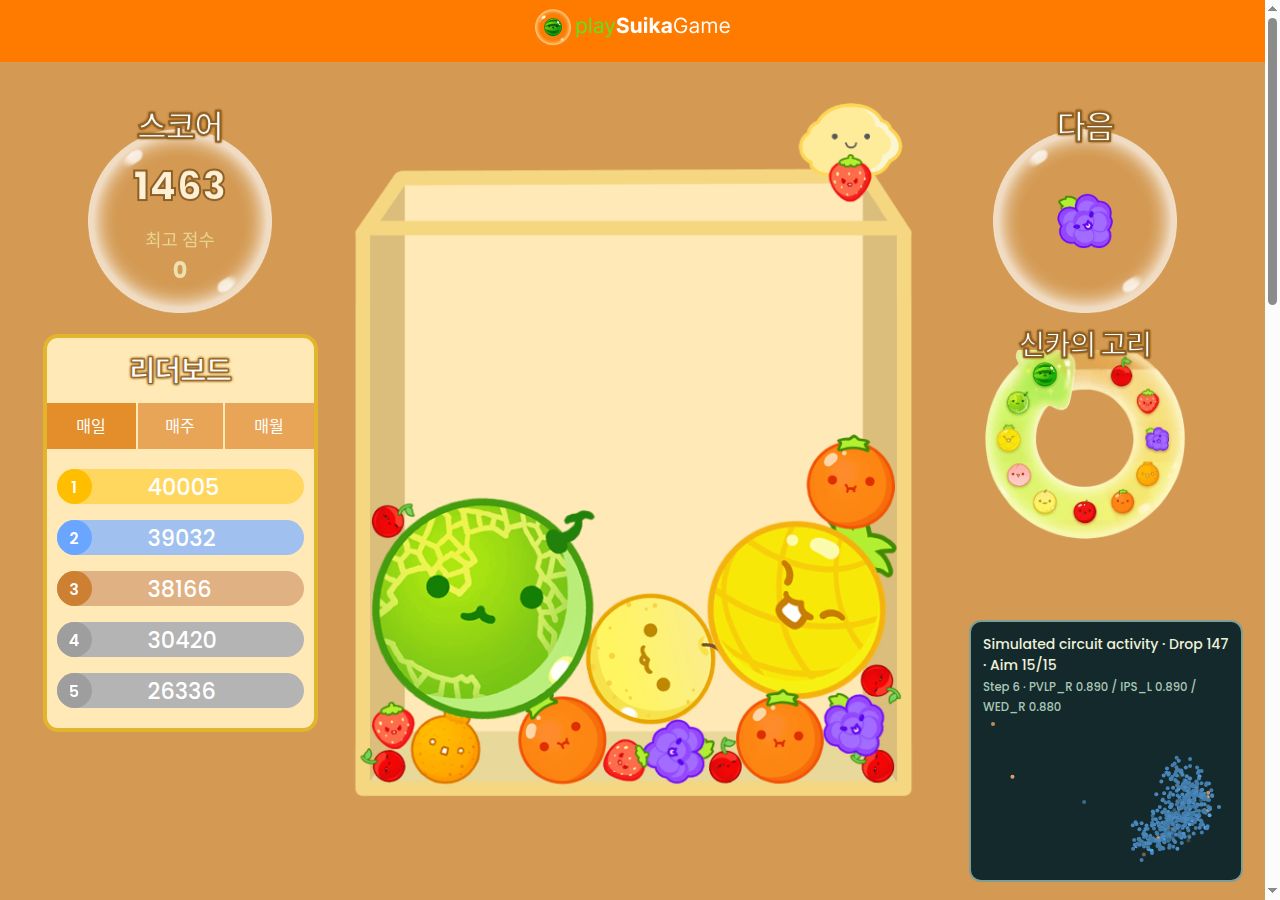 playSuikaGame
스코어
1463
최고 점수
0
다음
신카의 고리
리더보드
매일 매주 매월
1 40005
2 39032
3 38166
4 30420
5 26336
Simulated circuit activity · Drop 147
· Aim 15/15
Step 6 · PVLP_R 0.890 / IPS_L 0.890 /
WED_R 0.880